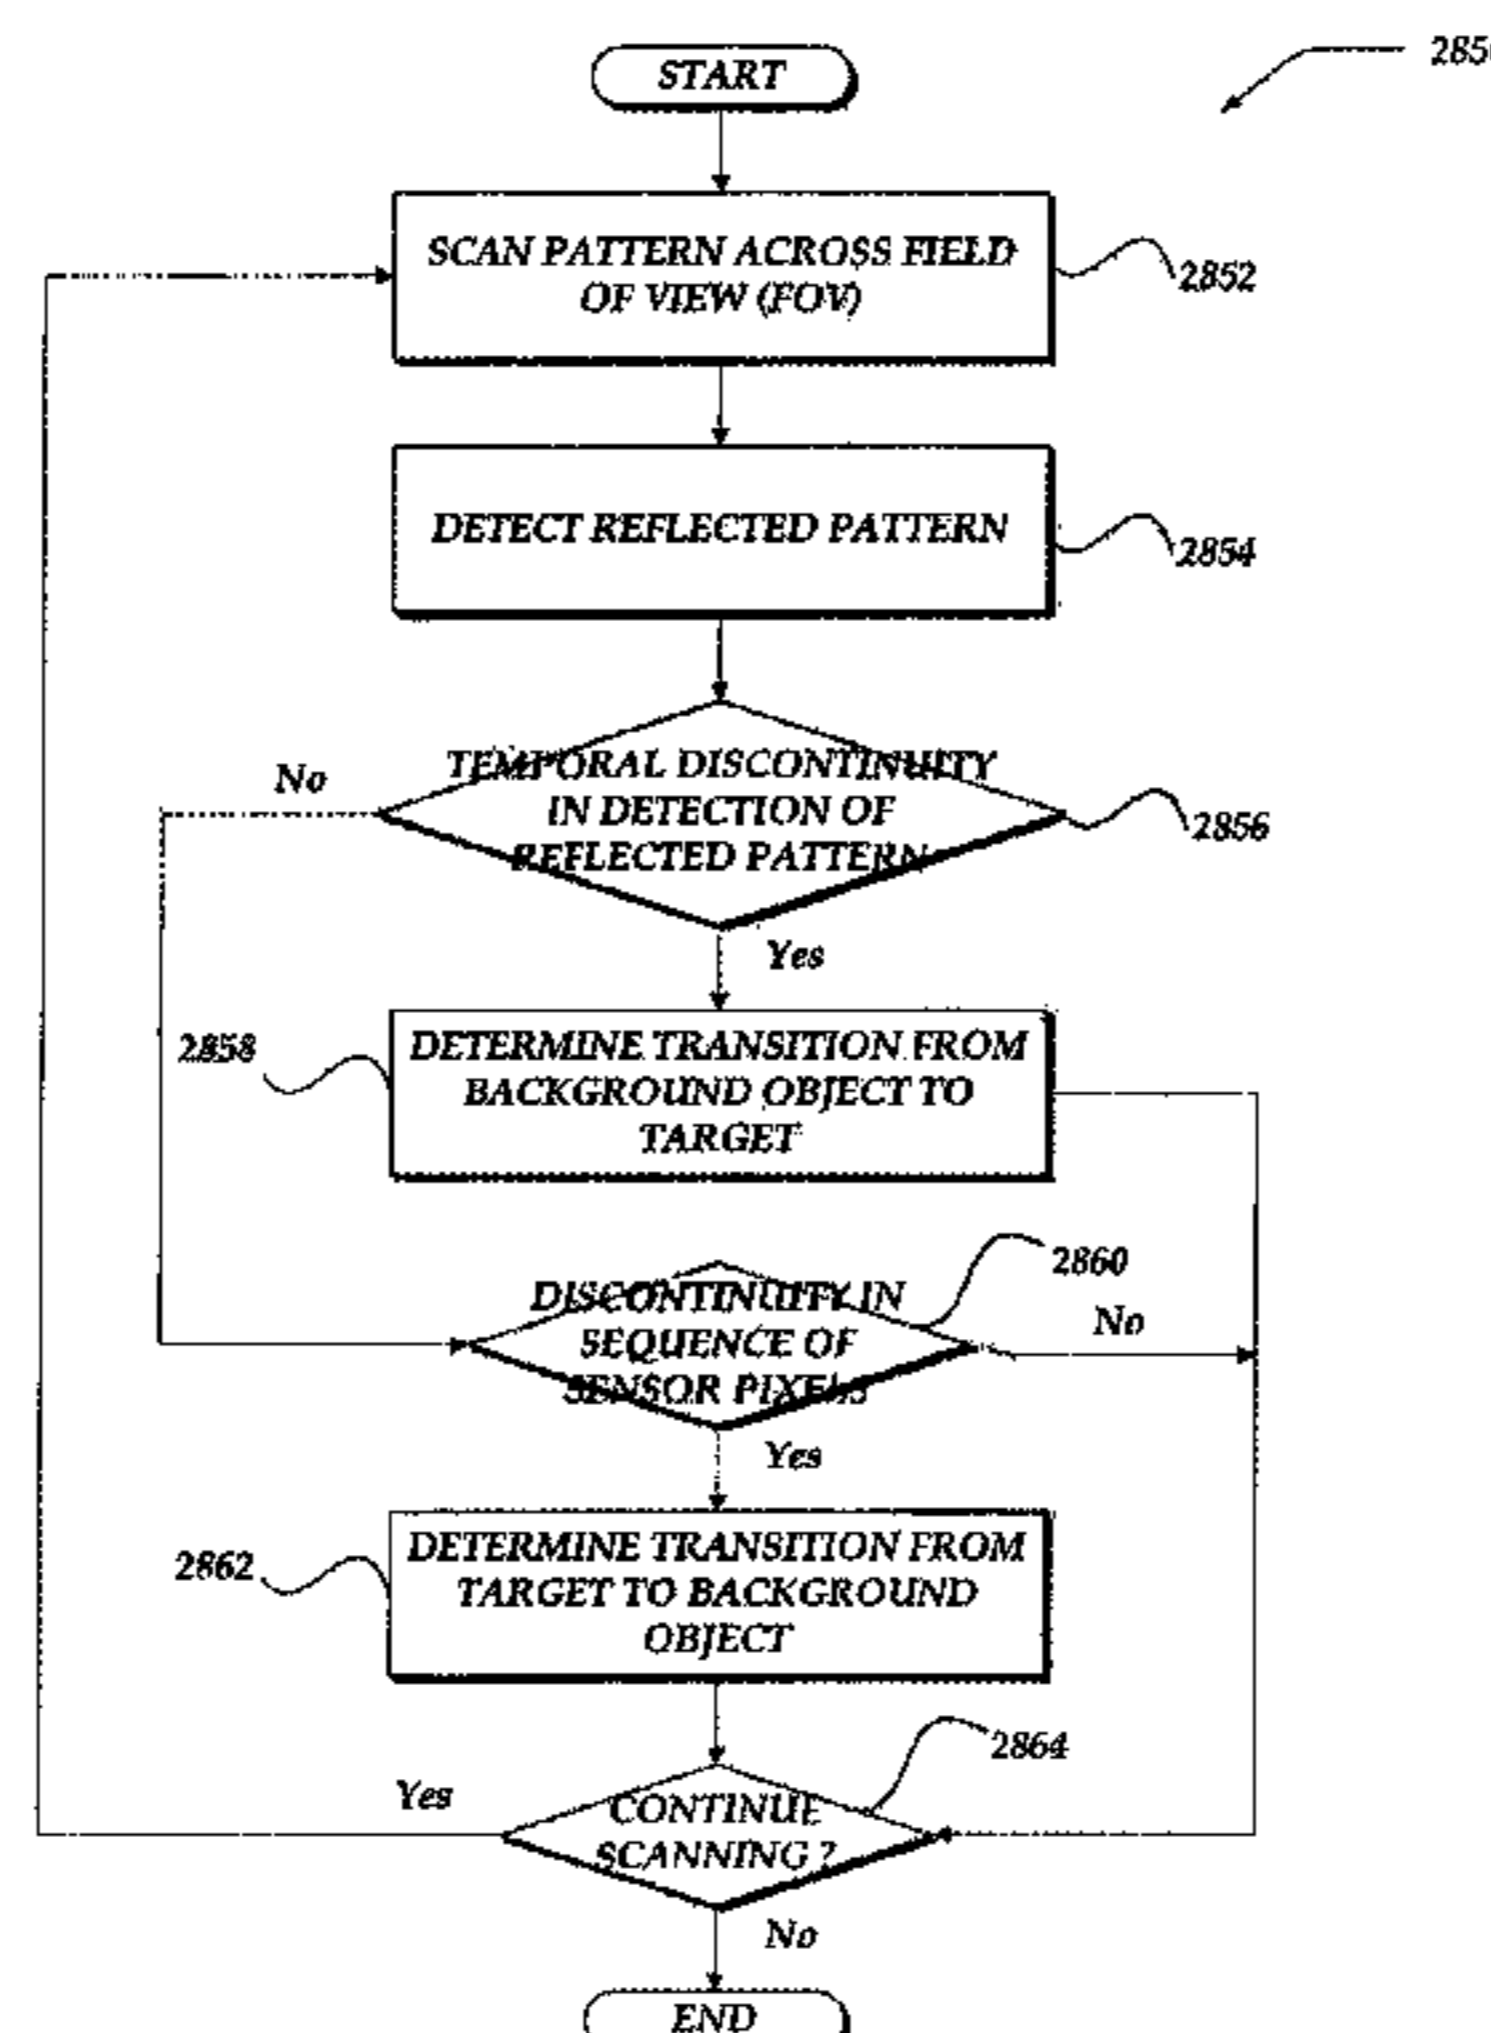 START
SCAN PATTERN ACROSS FIELD
OF VIEW (FOV)
2852
DETECT REFLECTED PATTERN
2854
No
TEMPORAL DISCONTINUITY
IN DETECTION OF
REFLECTED PATTERN
2856
Yes
2858
DETERMINE TRANSITION FROM
BACKGROUND OBJECT TO
TARGET
2860
DISCONTINUITY IN
SEQUENCE OF
SENSOR PIXELS
No
Yes
2862
DETERMINE TRANSITION FROM
TARGET TO BACKGROUND
OBJECT
2864
Yes
CONTINUE
SCANNING ?
No
END